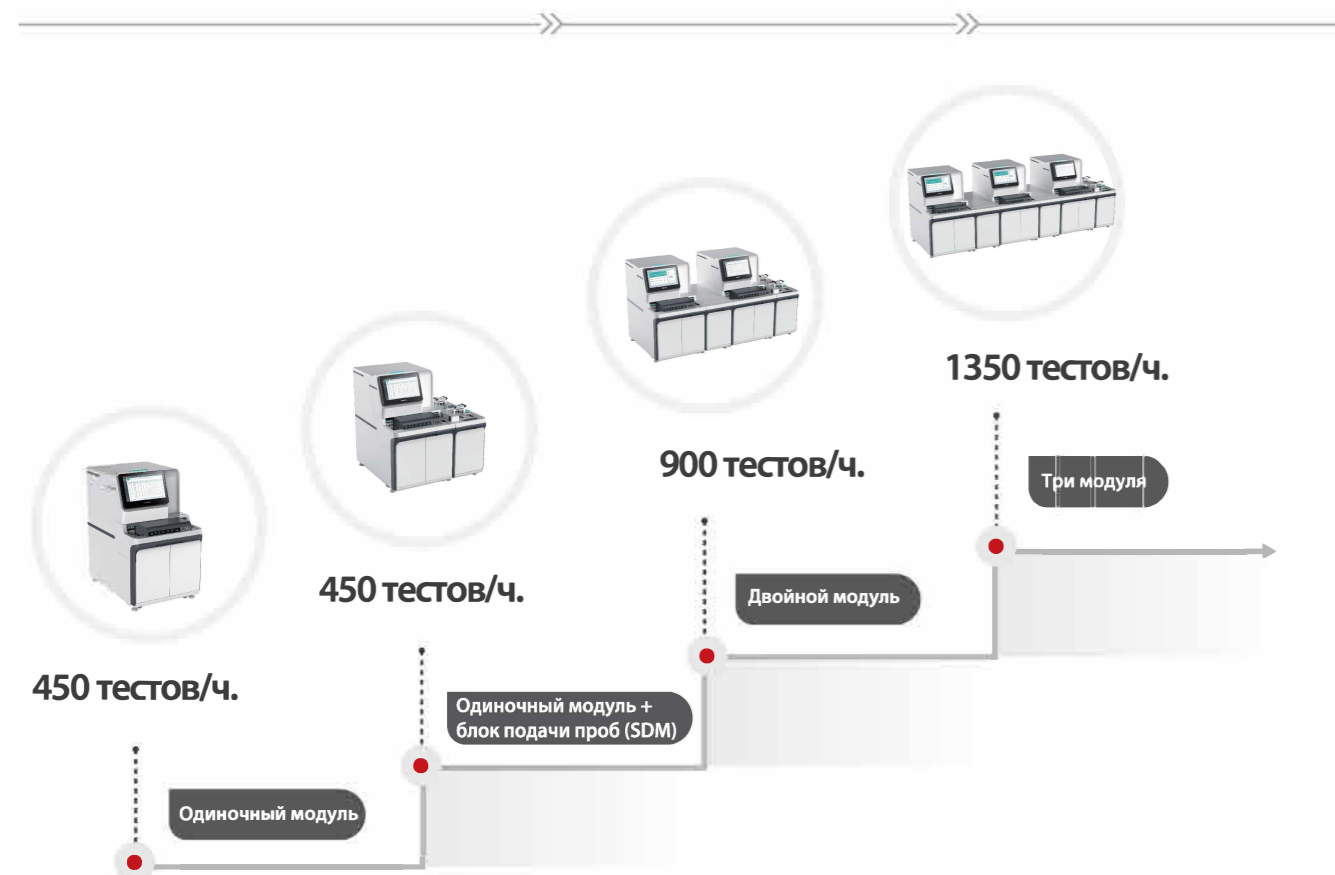 1350 тестов/ч.
900 тестов/ч.
Три модуля
450 тестов/ч.
Двойной модуль
450 тестов/ч.
Одиночный модуль +
блок подачи проб (SDM)
Одиночный модуль